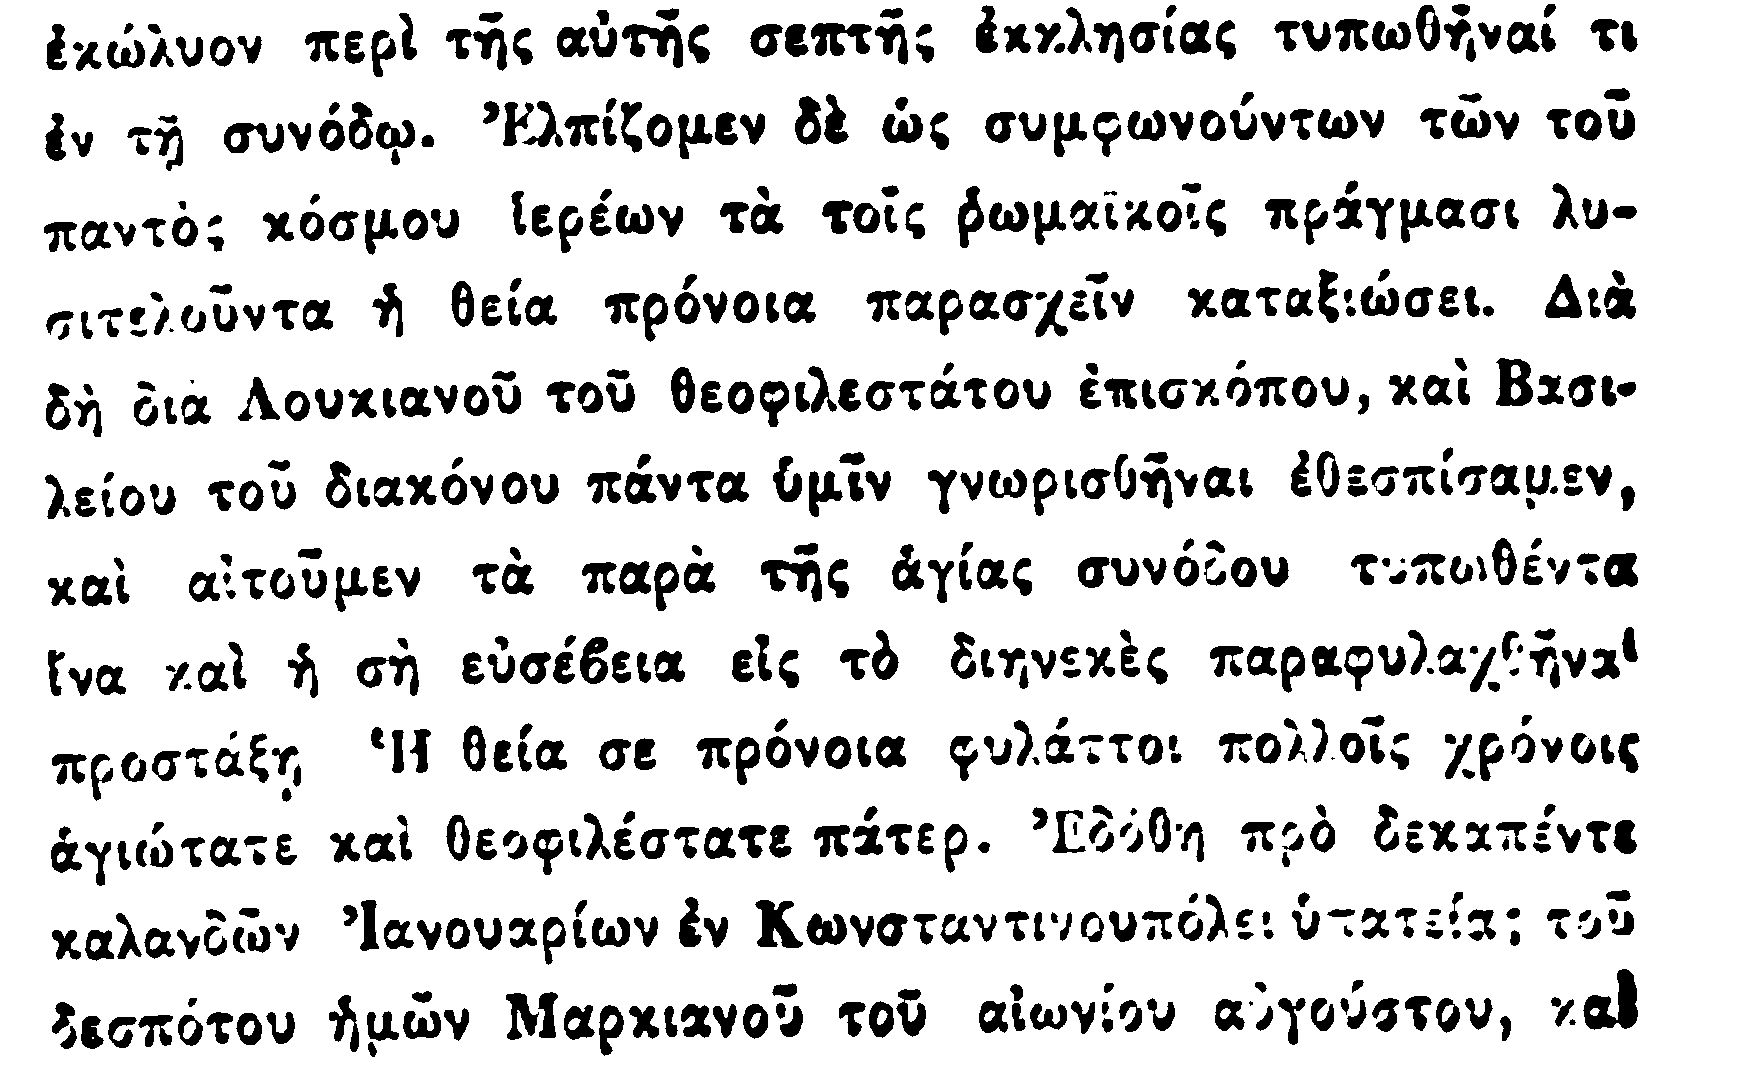 ἐκώλυον περὶ τῆς αὐτῆς σεπτῆς ἐκκλησίας τυπωθῆναί τι
ἐν τῇ συνόδῳ. Ἐλπίζομεν δὲ ὡς συμφωνούντων τῶν τοῦ
παντὸς κόσμου ἱερέων τὰ τοῖς ῥωμαϊκοῖς πράγμασι λυ-
σιτελοῦντα ἡ θεία πρόνοια παρασχεῖν καταξιώσει. Διὰ
δὴ διὰ Λουκιανοῦ τοῦ θεοφιλεστάτου ἐπισκόπου, καὶ Βασι-
λείου τοῦ διακόνου πάντα ὑμῖν γνωρισθῆναι ἐθεσπίσαμεν,
καὶ αἰτοῦμεν τὰ παρὰ τῆς ἁγίας συνόδου τυπωθέντα
ἵνα καὶ ἡ σὴ εὐσέβεια εἰς τὸ διηνεκὲς παραφυλαχθῆναι
προστάξῃ Ἡ θεία σε πρόνοια φυλάττοι πολλοῖς χρόνοις
ἁγιώτατε καὶ θεοφιλέστατε πάτερ. Ἐδόθη πρὸ δεκαπέντε
καλανδῶν Ἰανουαρίων ἐν Κωνσταντινουπόλει ὑπατείας τοῦ
δεσπότου ἡμῶν Μαρκιανοῦ τοῦ αἰωνίου αὐγούστου, καὶ